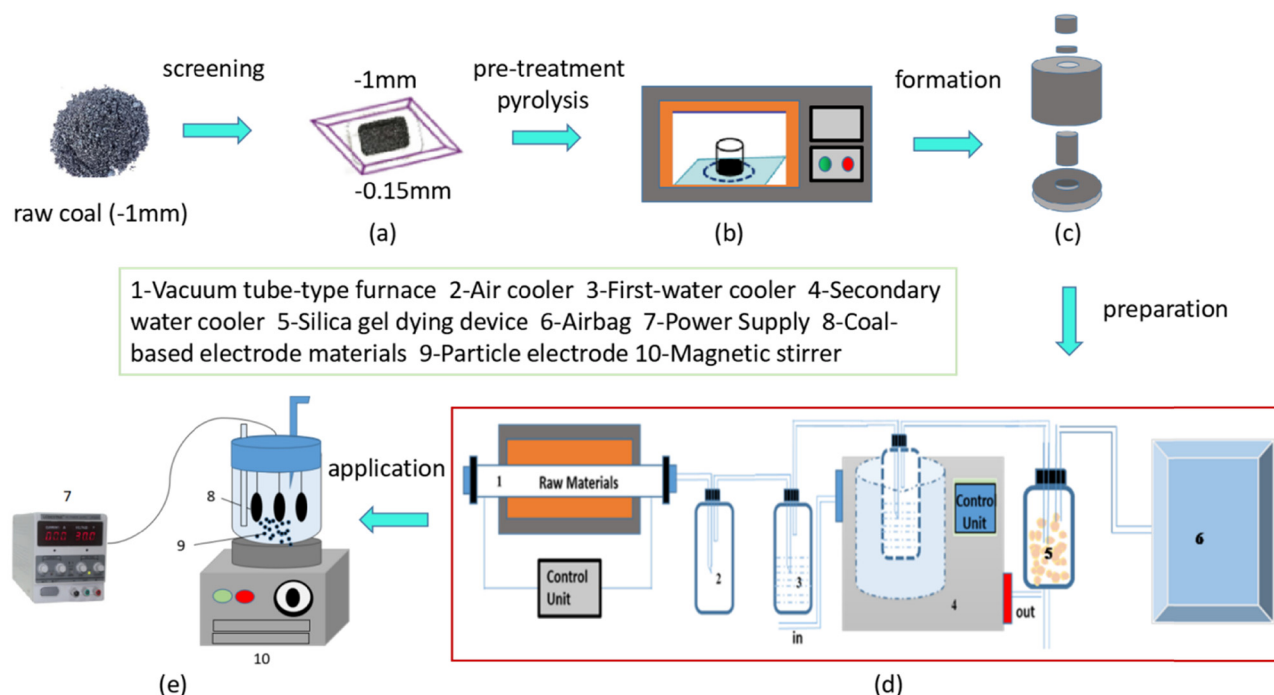 screening
-1mm
pre-treatment
pyrolysis
formation
-0.15mm
raw coal (-1mm)
(a)
(b)
(c)
1-Vacuum tube-type furnace 2-Air cooler 3-First-water cooler 4-Secondary
water cooler 5-Silica gel dying device 6-Airbag 7-Power Supply 8-Coal-
based electrode materials 9-Particle electrode 10-Magnetic stirrer
preparation
application
7
8
9
10
(e)
1
Raw Materials
Control
Unit
2
3
in
Control
Unit
4
out
5
6
(d)